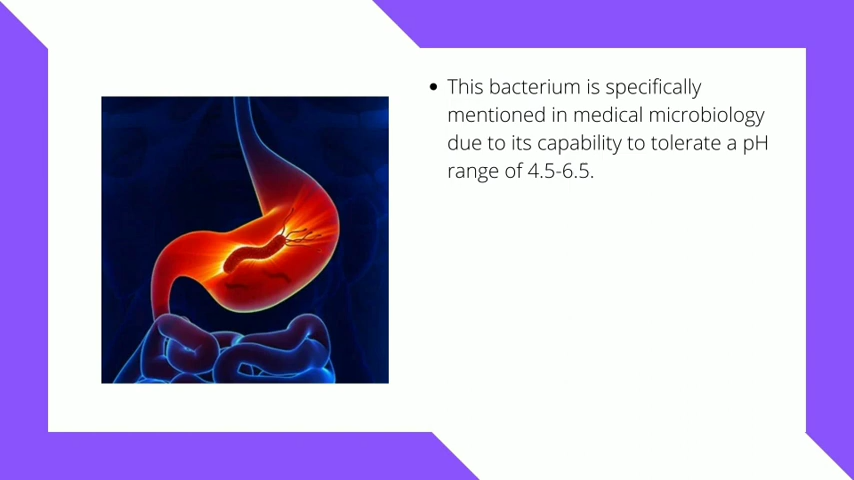 • This bacterium is specifically
mentioned in medical microbiology
due to its capability to tolerate a pH
range of 4.5-6.5.